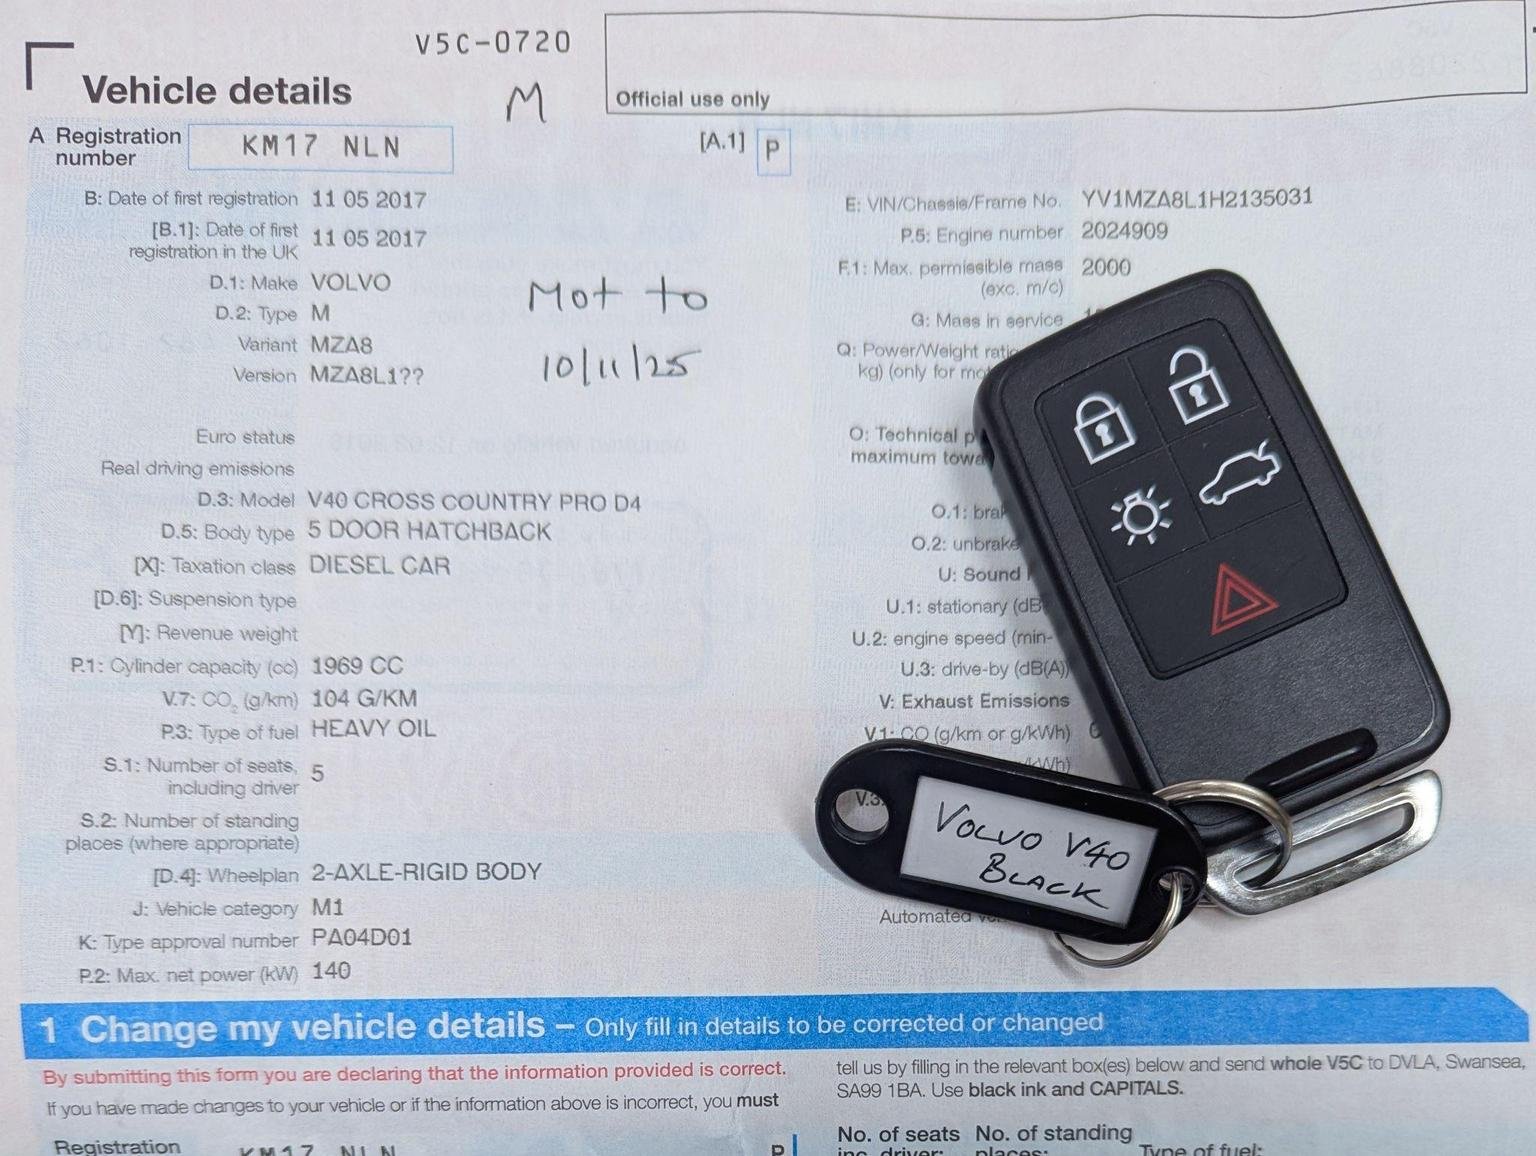 V5C-0720
Vehicle details
M
Official use only
A Registration number KM17 NLN
[A.1] P
B: Date of first registration 11 05 2017
[B.1]: Date of first registration in the UK 11 05 2017
D.1: Make VOLVO
D.2: Type M
Variant MZA8
Version MZA8L1??
Mot to
10/11/25
Euro status
Real driving emissions
D.3: Model V40 CROSS COUNTRY PRO D4
D.5: Body type 5 DOOR HATCHBACK
[X]: Taxation class DIESEL CAR
[D.6]: Suspension type
[Y]: Revenue weight
P.1: Cylinder capacity (cc) 1969 CC
V.7: CO2 (g/km) 104 G/KM
P.3: Type of fuel HEAVY OIL
S.1: Number of seats, including driver 5
S.2: Number of standing places (where appropriate)
[D.4]: Wheelplan 2-AXLE-RIGID BODY
J: Vehicle category M1
K: Type approval number PA04D01
P.2: Max. net power (kW) 140
E: VIN/Chassis/Frame No. YV1MZA8L1H2135031
P.5: Engine number 2024909
F.1: Max. permissible mass (exc. m/c) 2000
G: Mass in service
Q: Power/Weight
kg) (only for
O: Technical
maximum
O.1:
O.2:
U: Sound
U.1: stationary
U.2: engine speed (min-
U.3: drive-by (dB(A))
V: Exhaust Emissions
V.1: CO (g/km or g/kWh)
V.3
VOLVO V40
BLACK
Automated
1 Change my vehicle details – Only fill in details to be corrected or changed
By submitting this form you are declaring that the information provided is correct.
If you have made changes to your vehicle or if the information above is incorrect, you must
tell us by filling in the relevant box(es) below and send whole V5C to DVLA, Swansea,
SA99 1BA. Use black ink and CAPITALS.
Registration KM17 NLN
No. of seats
No. of standing
places:
Type of fuel: